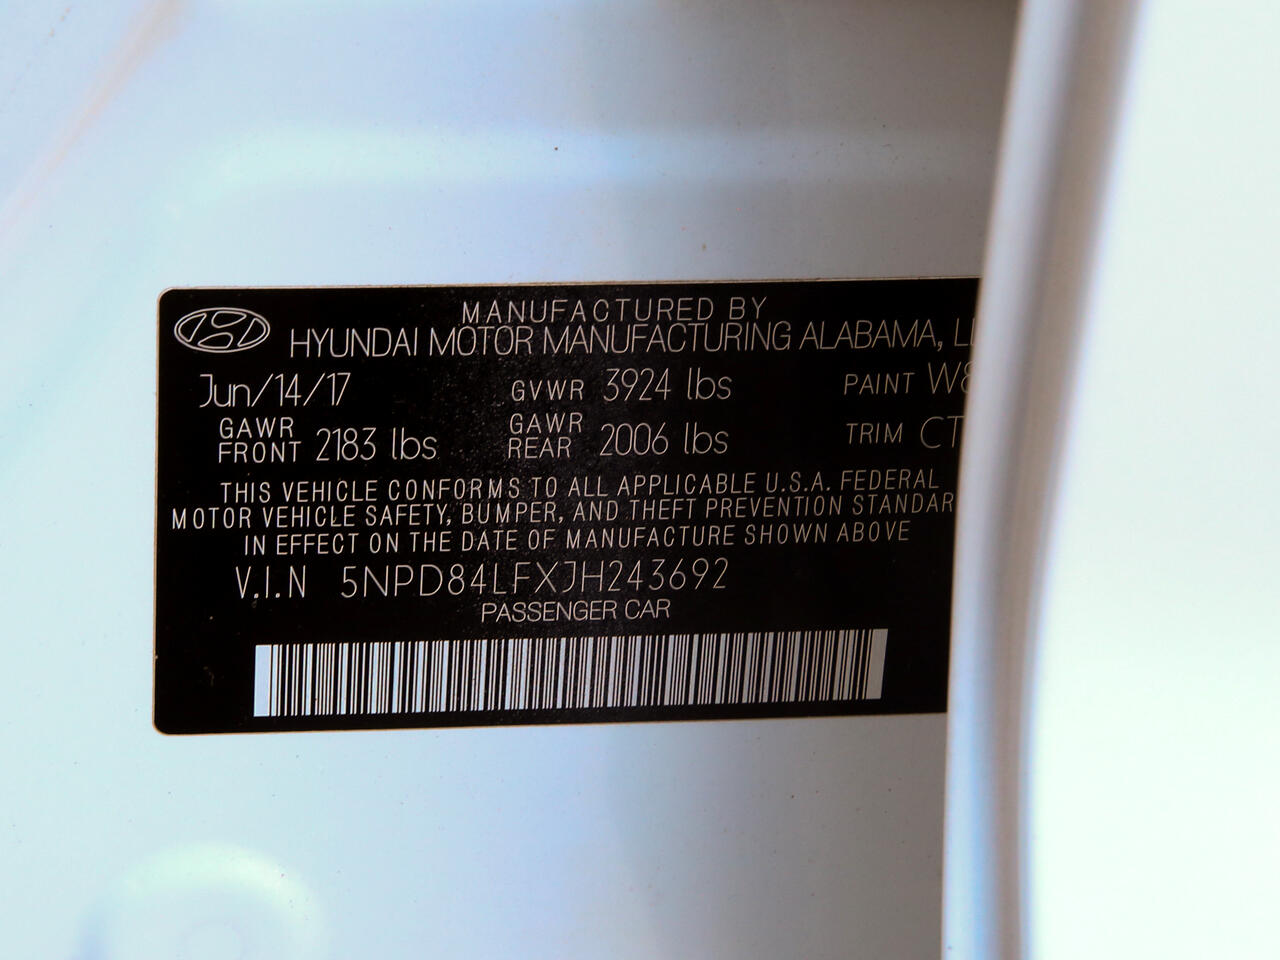 MANUFACTURED BY
HYUNDAI MOTOR MANUFACTURING ALABAMA,
Jun/14/17 GVWR 3924 lbs PAINT
GAWR FRONT 2183 lbs GAWR REAR 2006 lbs TRIM
THIS VEHICLE CONFORMS TO ALL APPLICABLE U.S.A. FEDERAL
MOTOR VEHICLE SAFETY, BUMPER, AND THEFT PREVENTION STANDAR
IN EFFECT ON THE DATE OF MANUFACTURE SHOWN ABOVE
V.I.N 5NPD84LFXJH243692
PASSENGER CAR